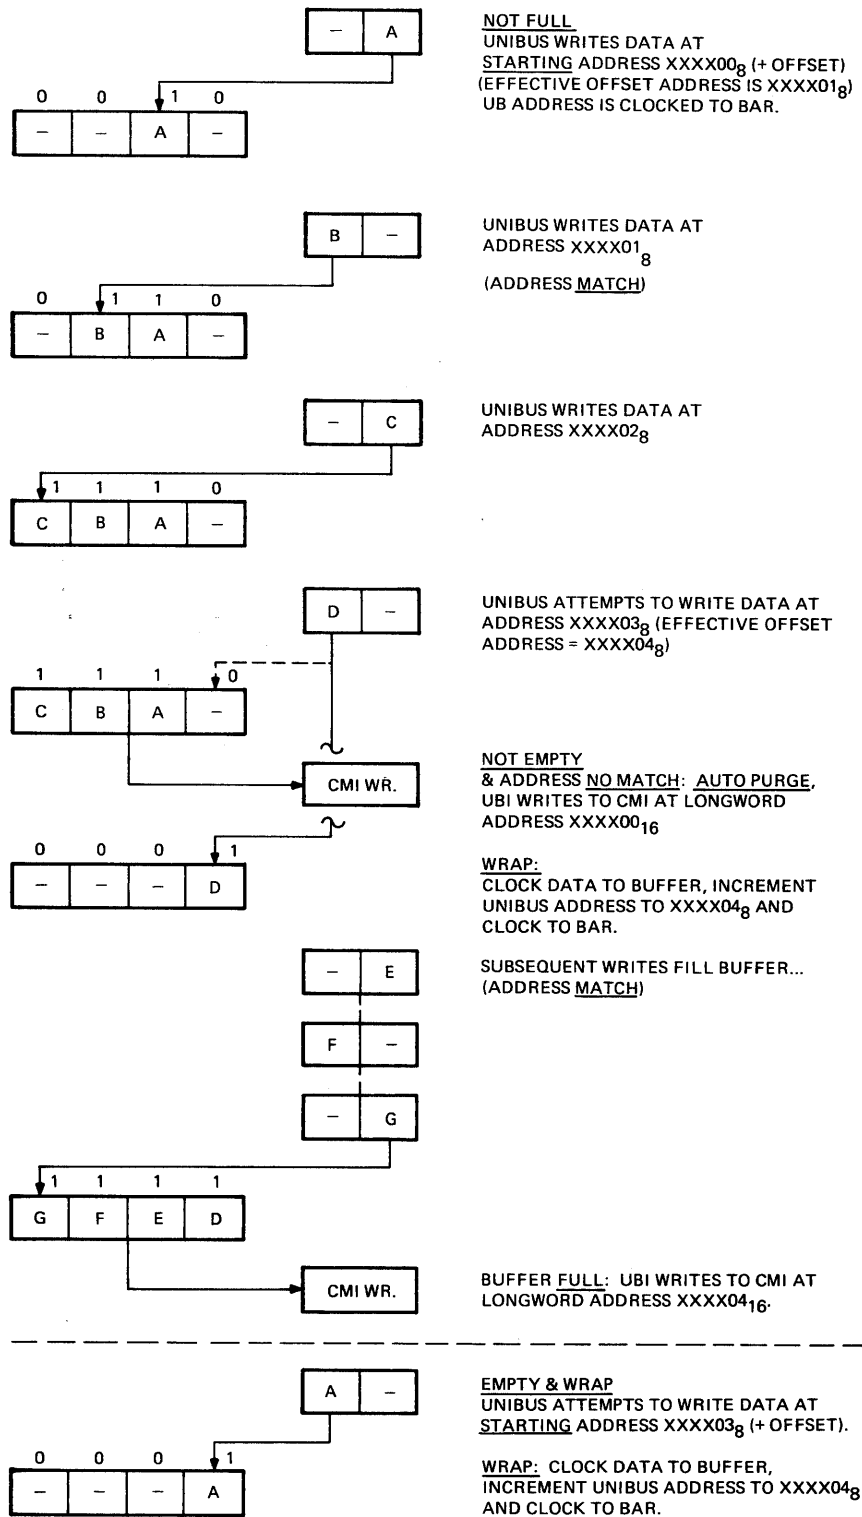 – A
NOT FULL
UNIBUS WRITES DATA AT
STARTING ADDRESS XXXX00₈ (+ OFFSET)
(EFFECTIVE OFFSET ADDRESS IS XXXX01₈)
UB ADDRESS IS CLOCKED TO BAR.
0 0 1 0
– – A –
B –
UNIBUS WRITES DATA AT
ADDRESS XXXX01₈
(ADDRESS MATCH)
0 1 1 0
– B A –
– C
UNIBUS WRITES DATA AT
ADDRESS XXXX02₈
1 1 1 0
C B A –
D –
UNIBUS ATTEMPTS TO WRITE DATA AT
ADDRESS XXXX03₈ (EFFECTIVE OFFSET
ADDRESS = XXXX04₈)
1 1 1 0
C B A –
CMI WR.
NOT EMPTY
& ADDRESS NO MATCH: AUTO PURGE,
UBI WRITES TO CMI AT LONGWORD
ADDRESS XXXX00₁₆
0 0 0 1
– – – D
WRAP:
CLOCK DATA TO BUFFER, INCREMENT
UNIBUS ADDRESS TO XXXX04₈ AND
CLOCK TO BAR.
– E
SUBSEQUENT WRITES FILL BUFFER...
(ADDRESS MATCH)
F –
– G
1 1 1 1
G F E D
CMI WR.
BUFFER FULL: UBI WRITES TO CMI AT
LONGWORD ADDRESS XXXX04₁₆.
A –
EMPTY & WRAP
UNIBUS ATTEMPTS TO WRITE DATA AT
STARTING ADDRESS XXXX03₈ (+ OFFSET).
0 0 0 1
– – – A
WRAP: CLOCK DATA TO BUFFER,
INCREMENT UNIBUS ADDRESS TO XXXX04₈
AND CLOCK TO BAR.